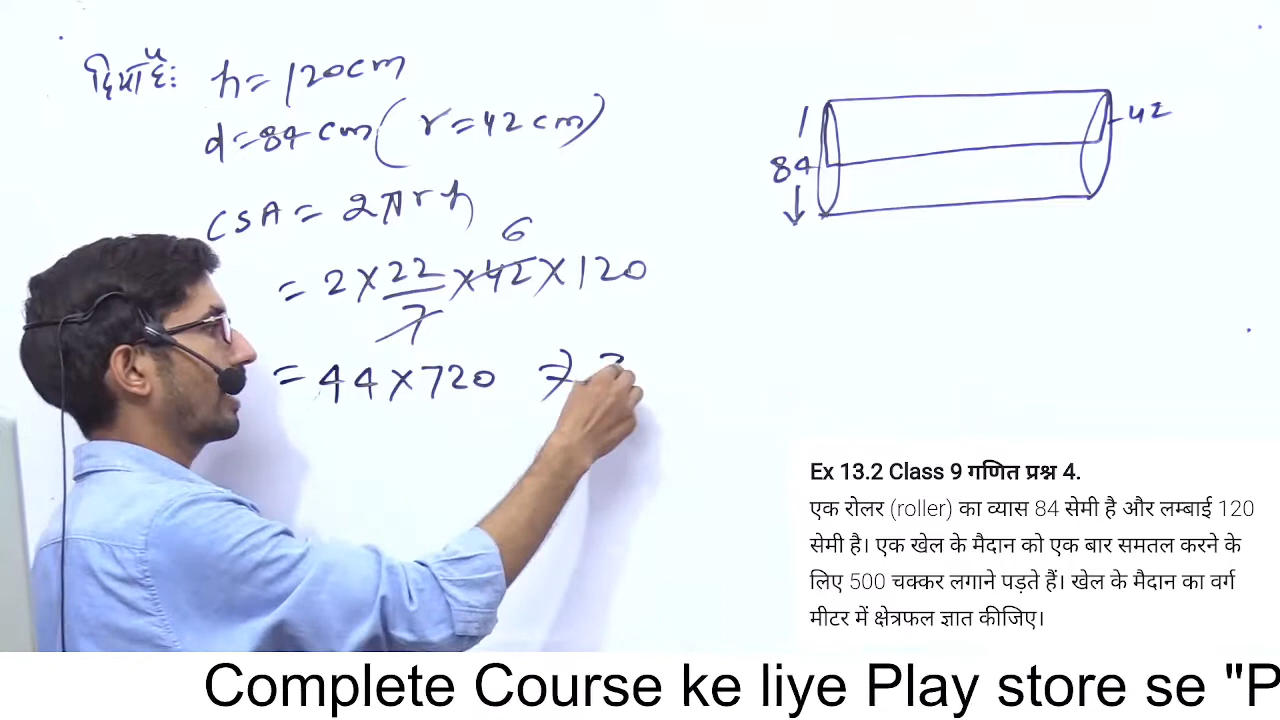 दिया है:
h = 120 cm
d = 84 cm (r = 42 cm)
CSA = 2πrh
= 2 × 22/7 × 42 × 120
6
= 44 × 720
84
42
Ex 13.2 Class 9 गणित प्रश्न 4.
एक रोलर (roller) का व्यास 84 सेमी है और लम्बाई 120
सेमी है। एक खेल के मैदान को एक बार समतल करने के
लिए 500 चक्कर लगाने पड़ते हैं। खेल के मैदान का वर्ग
मीटर में क्षेत्रफल ज्ञात कीजिए।
Complete Course ke liye Play store se "P